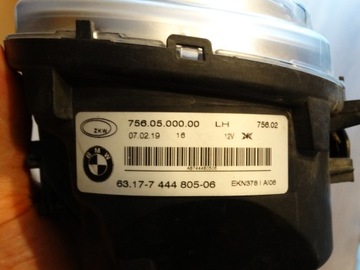 756.05.000.00 LH 756.02
ZKW
07.02.19 16 12V
BMW
63.17-7 444 805-06 EKN378 I AI06